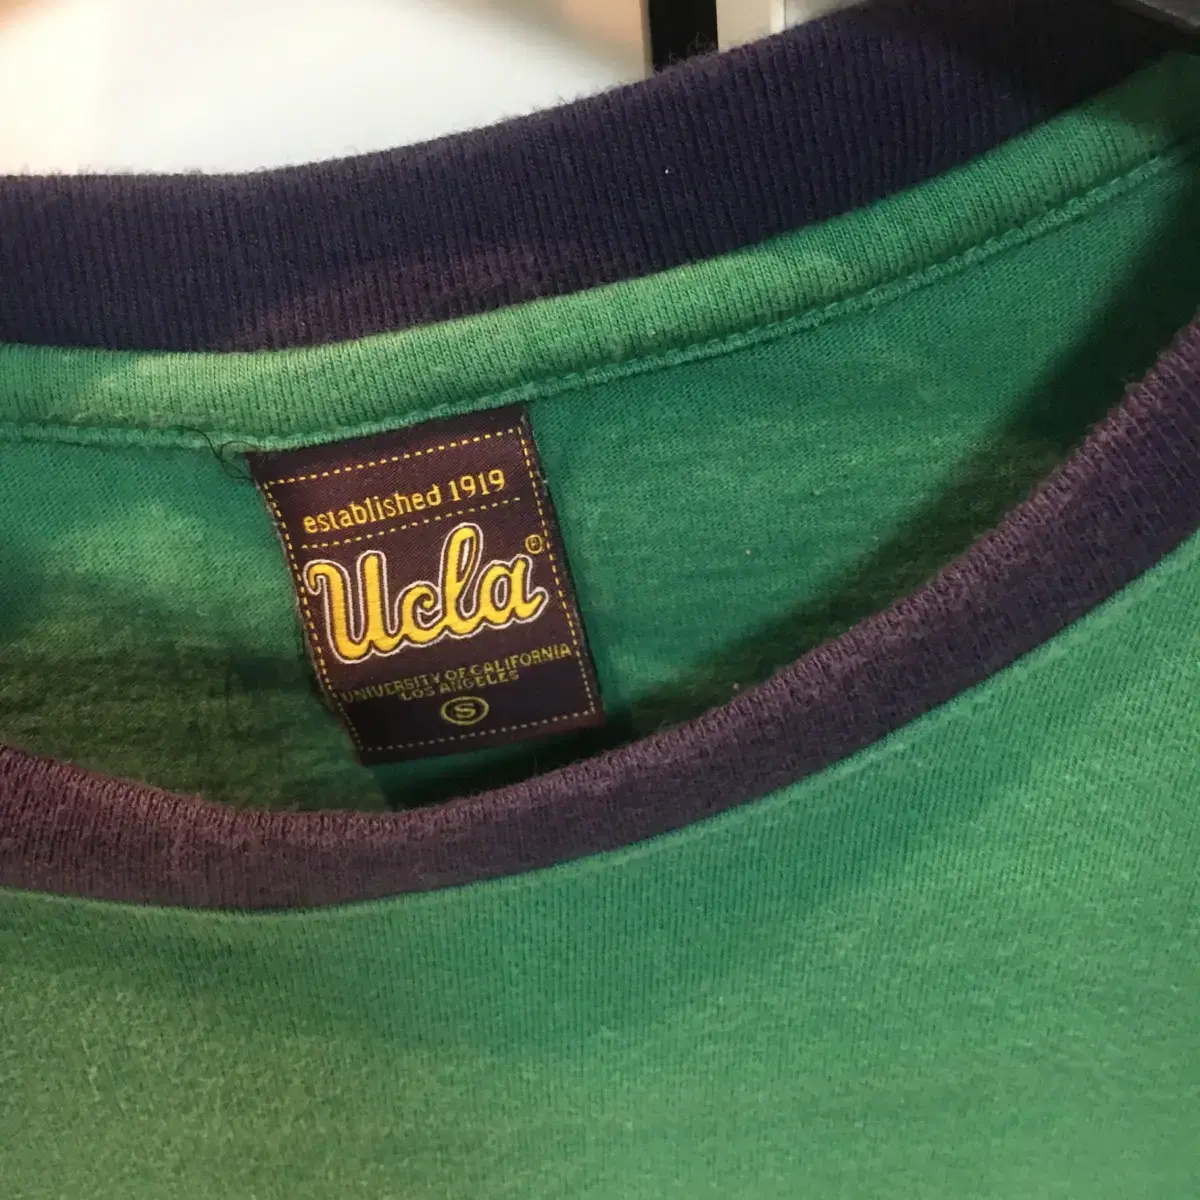 established 1919
Ucla®
UNIVERSITY OF CALIFORNIA
LOS ANGELES
S